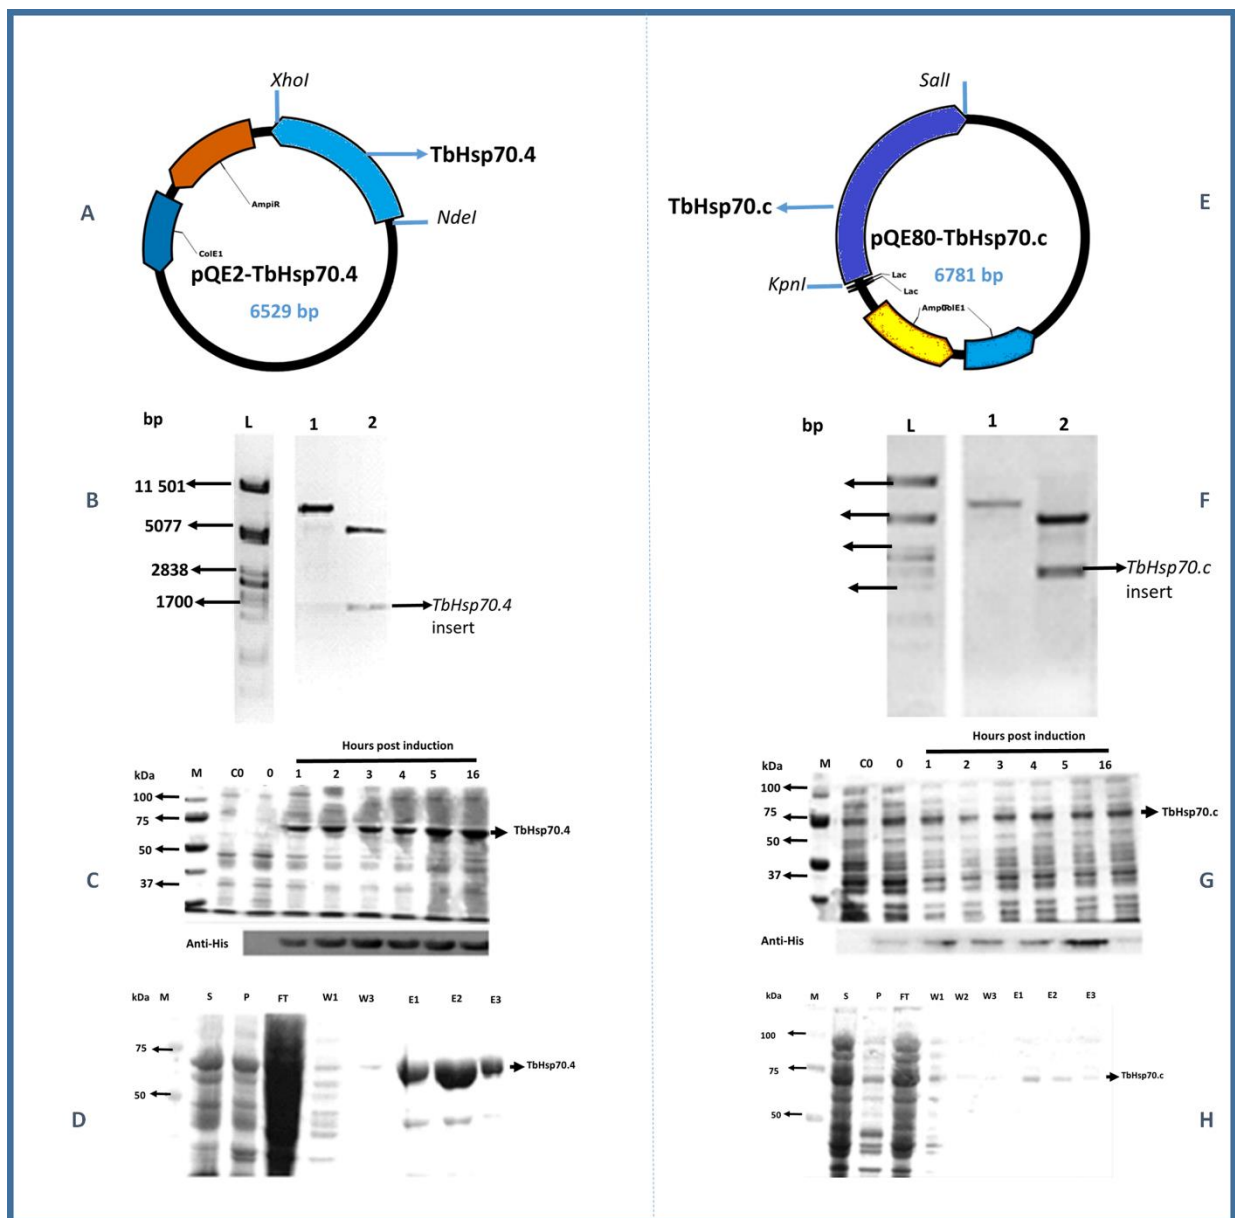 XhoI
TbHsp70.4
AmpiR
A
NdeI
ColE1
pQE2-TbHsp70.4
6529 bp
SalI
E
TbHsp70.c
pQE80-TbHsp70.c
6781 bp
KpnI
Lac
Lac
ColE1
bp L 1 2
11 501
B
5077
2838
1700
TbHsp70.4
insert
bp L 1 2
F
TbHsp70.c
insert
Hours post induction
kDa M C0 0 1 2 3 4 5 16
100
75
TbHsp70.4
50
C
37
Anti-His
Hours post induction
kDa M C0 0 1 2 3 4 5 16
100
75
TbHsp70.c
50
37
G
Anti-His
kDa M S P FT W1 W3 E1 E2 E3
75
TbHsp70.4
50
D
kDa M S P FT W1 W2 W3 E1 E2 E3
100
75
TbHsp70.c
50
H